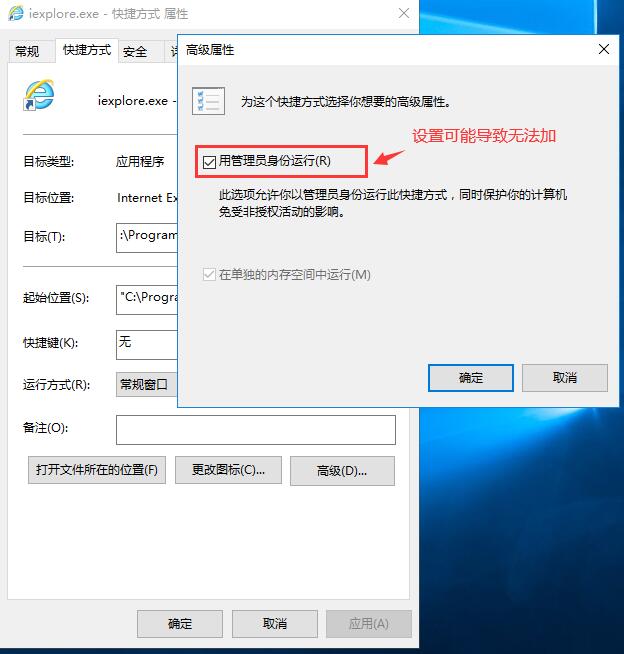 iexplore.exe - 快捷方式 属性
常规
快捷方式
安全
iexplore.exe -
目标类型:
应用程序
目标位置:
Internet Ex
目标(T):
:\Program
起始位置(S):
"C:\Progra
快捷键(K):
无
运行方式(R):
常规窗口
备注(O):
打开文件所在的位置(F)
更改图标(C)...
高级(D)...
确定
取消
应用(A)
高级属性
为这个快捷方式选择你想要的高级属性。
设置可能导致无法加
用管理员身份运行(R)
此选项允许你以管理员身份运行此快捷方式，同时保护你的计算机
免受非授权活动的影响。
在单独的内存空间中运行(M)
确定
取消